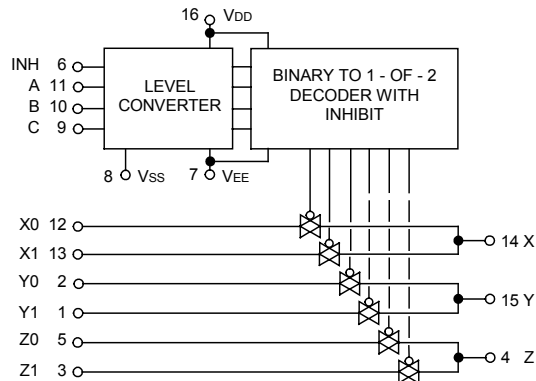 16 VDD
INH 6
A 11
B 10
C 9
LEVEL
CONVERTER
BINARY TO 1 - OF - 2
DECODER WITH
INHIBIT
8 VSS
7 VEE
X0 12
X1 13
14 X
Y0 2
Y1 1
15 Y
Z0 5
Z1 3
4 Z